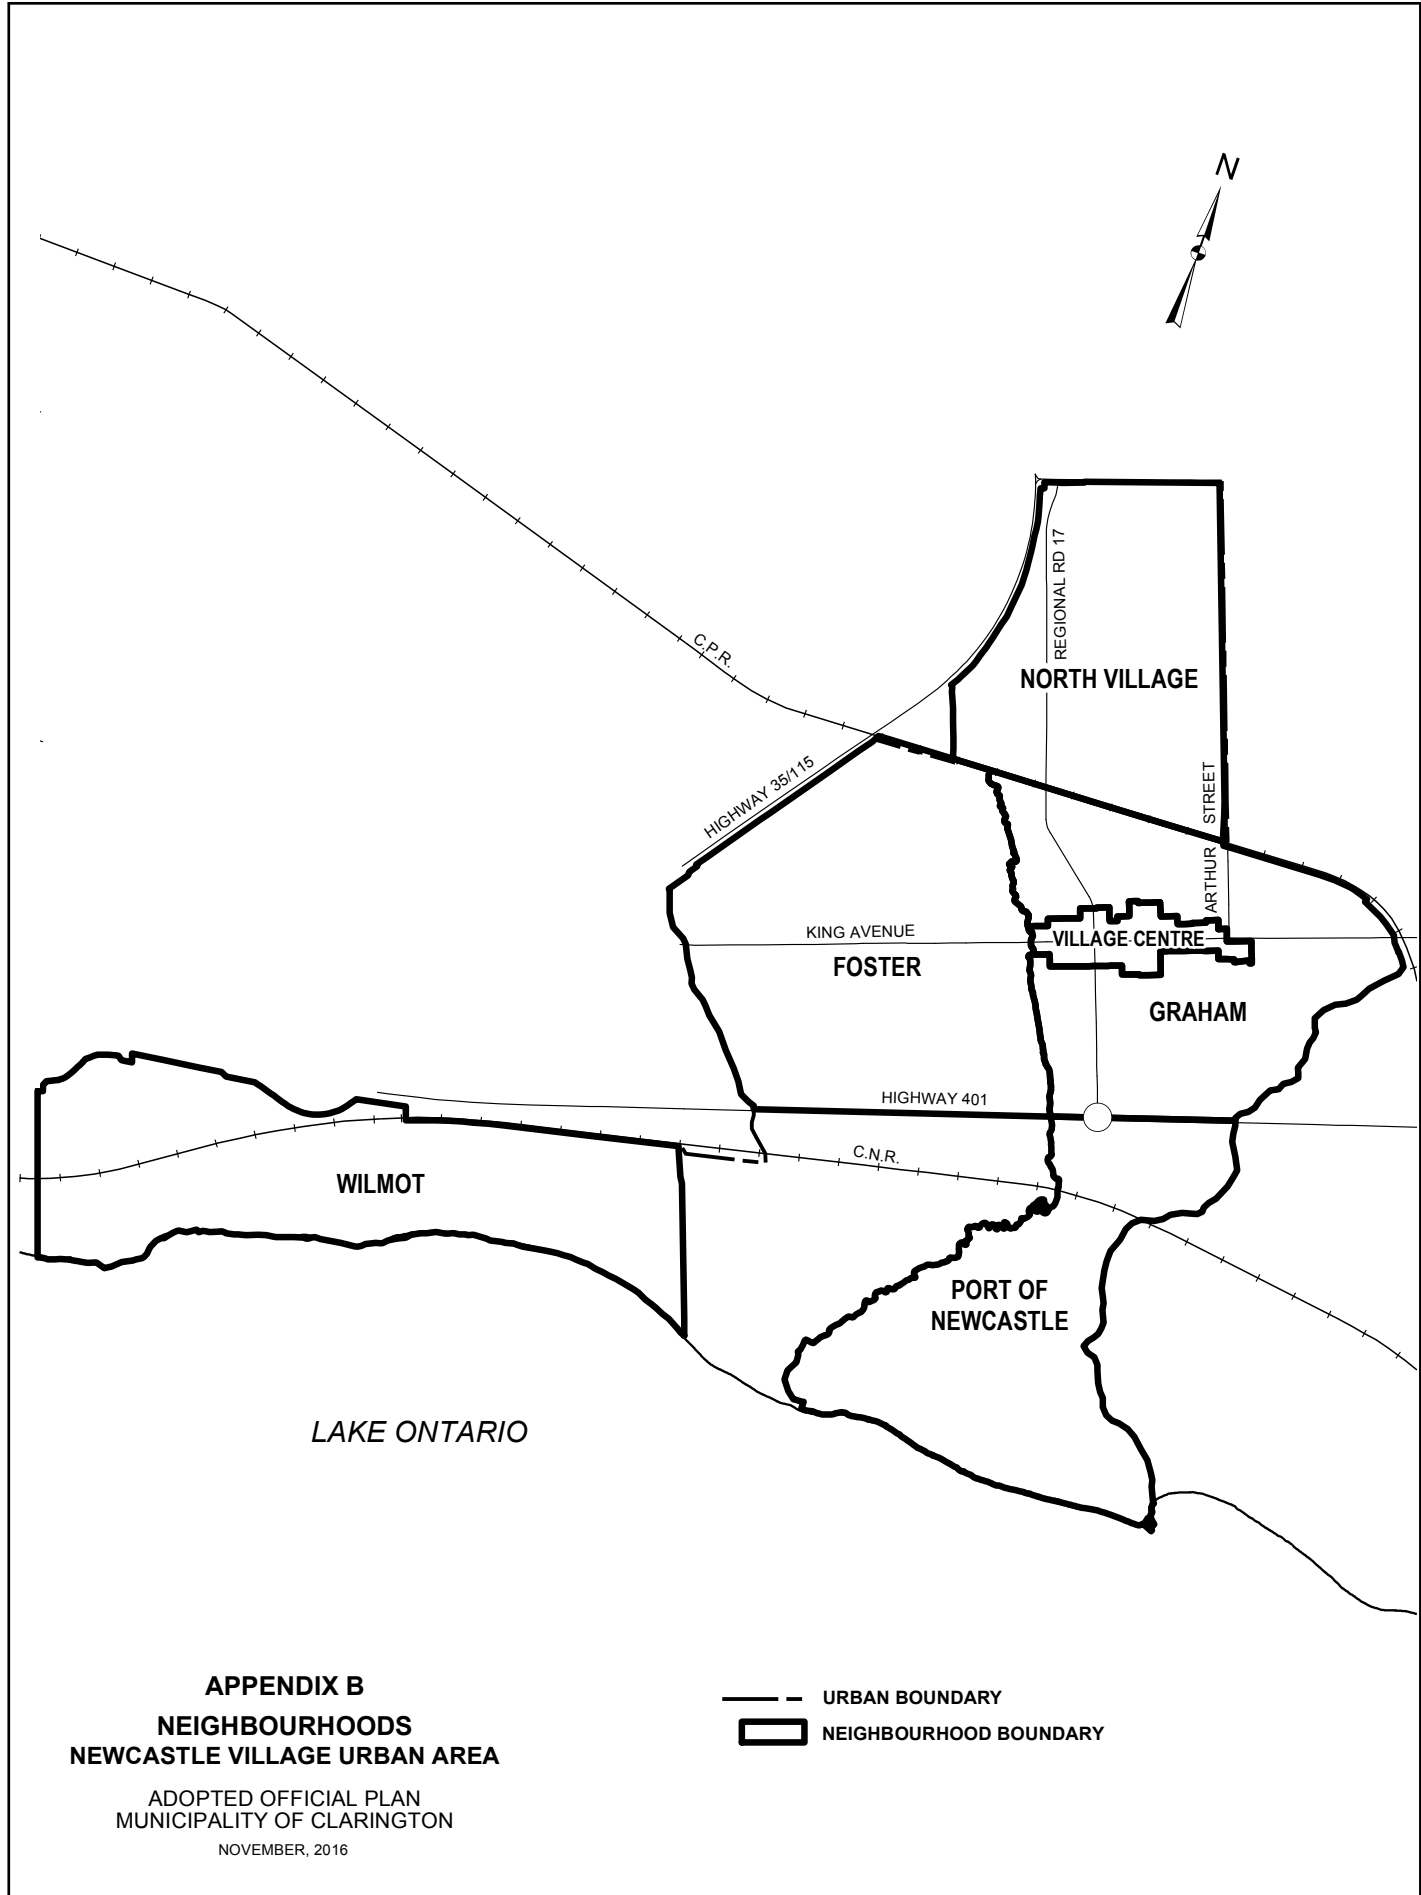 N
C.P.R.
REGIONAL RD 17
NORTH VILLAGE
HIGHWAY 35/115
ARTHUR STREET
KING AVENUE
VILLAGE CENTRE
FOSTER
GRAHAM
HIGHWAY 401
C.N.R.
WILMOT
PORT OF
NEWCASTLE
LAKE ONTARIO
APPENDIX B
NEIGHBOURHOODS
NEWCASTLE VILLAGE URBAN AREA
ADOPTED OFFICIAL PLAN
MUNICIPALITY OF CLARINGTON
NOVEMBER, 2016
URBAN BOUNDARY
NEIGHBOURHOOD BOUNDARY